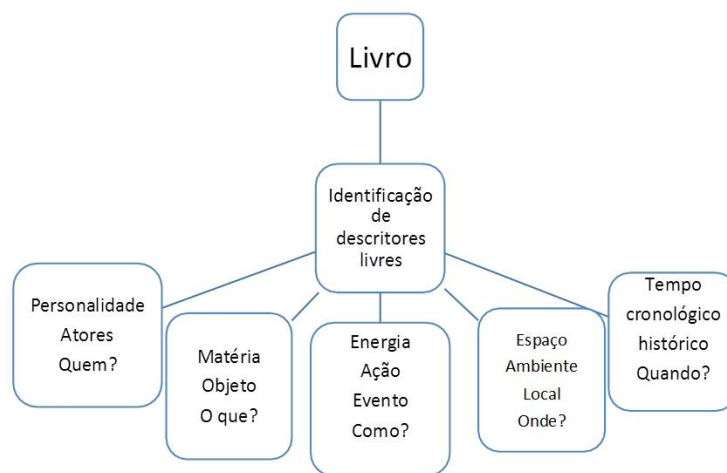 Livro
Identificação
de
descritores
livres
Personalidade
Atores
Quem?
Matéria
Objeto
O que?
Energia
Ação
Evento
Como?
Espaço
Ambiente
Local
Onde?
Tempo
cronológico
histórico
Quando?